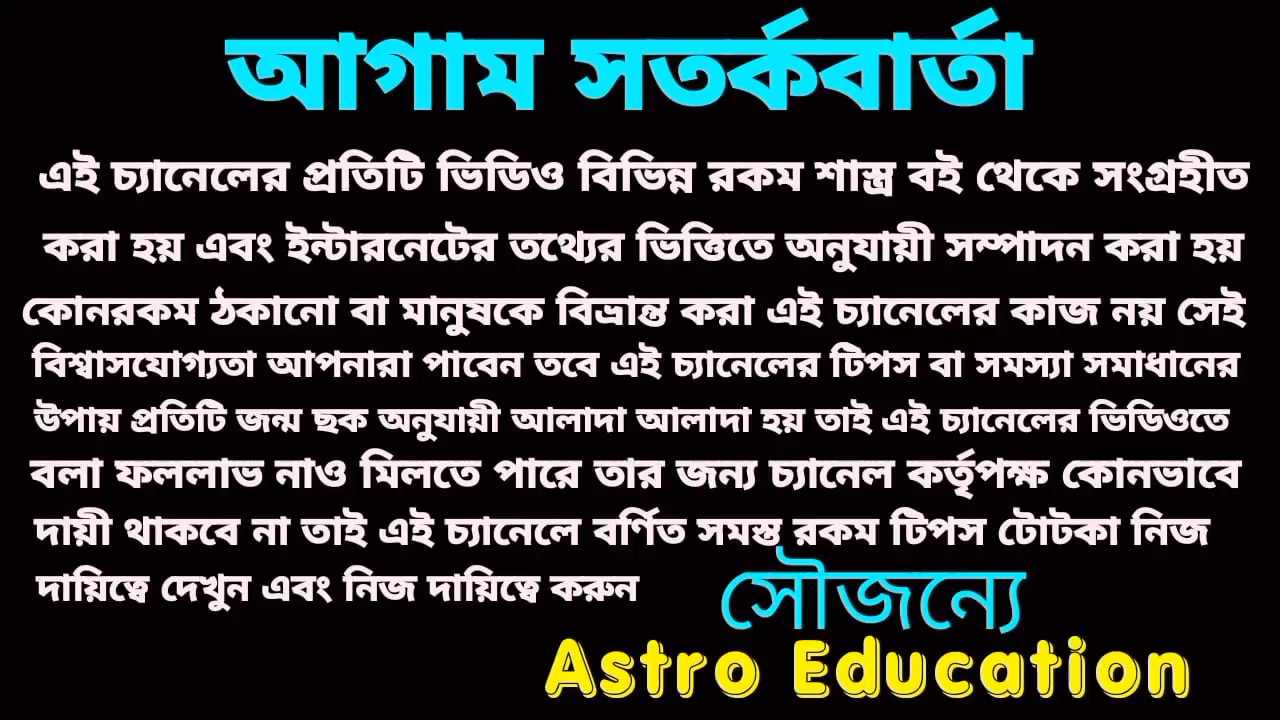 আগাম সতর্কবার্তা
এই চ্যানেলের প্রতিটি ভিডিও বিভিন্ন রকম শাস্ত্র বই থেকে সংগ্রহীত
করা হয় এবং ইন্টারনেটের তথ্যের ভিত্তিতে অনুযায়ী সম্পাদন করা হয়
কোনরকম ঠকানো বা মানুষকে বিভ্রান্ত করা এই চ্যানেলের কাজ নয় সেই
বিশ্বাসযোগ্যতা আপনারা পাবেন তবে এই চ্যানেলের টিপস বা সমস্যা সমাধানের
উপায় প্রতিটি জন্ম ছক অনুযায়ী আলাদা আলাদা হয় তাই এই চ্যানেলের ভিডিওতে
বলা ফললাভ নাও মিলতে পারে তার জন্য চ্যানেল কর্তৃপক্ষ কোনভাবে
দায়ী থাকবে না তাই এই চ্যানেলে বর্ণিত সমস্ত রকম টিপস টোটকা নিজ
দায়িত্বে দেখুন এবং নিজ দায়িত্বে করুন
সৌজন্যে
Astro Education